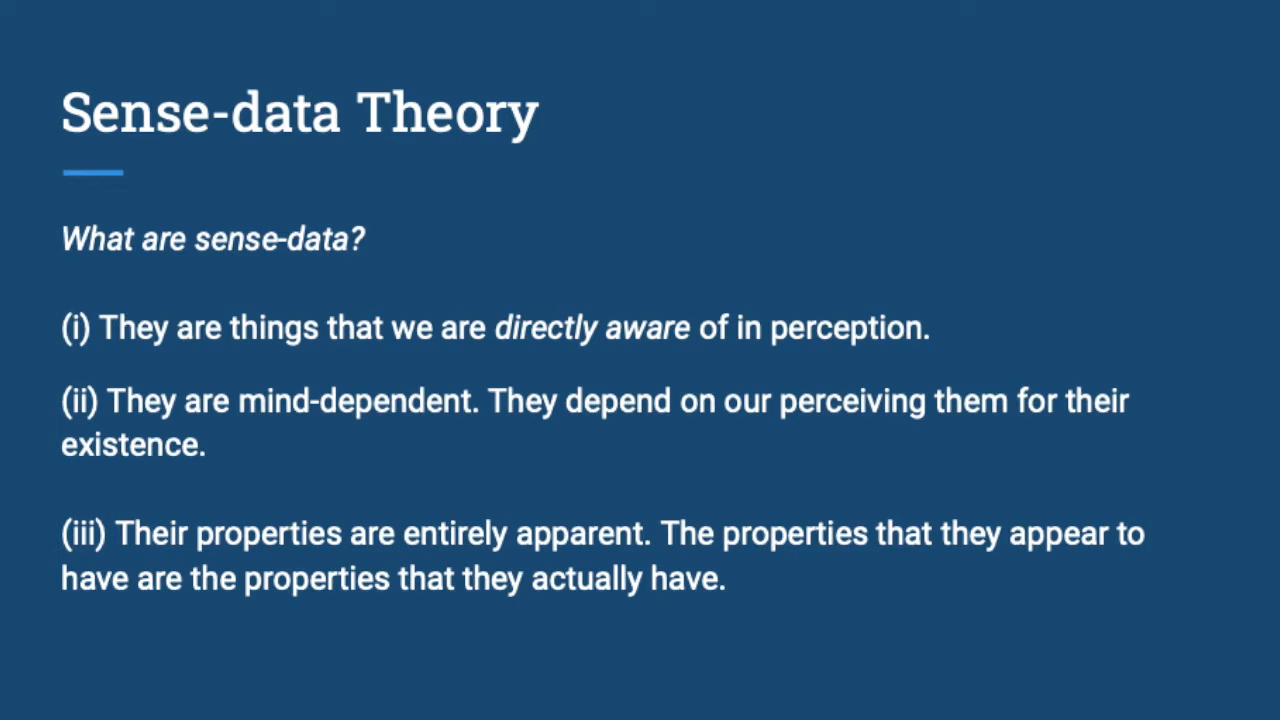 Sense-data Theory
What are sense-data?
(i) They are things that we are directly aware of in perception.
(ii) They are mind-dependent. They depend on our perceiving them for their
existence.
(iii) Their properties are entirely apparent. The properties that they appear to
have are the properties that they actually have.